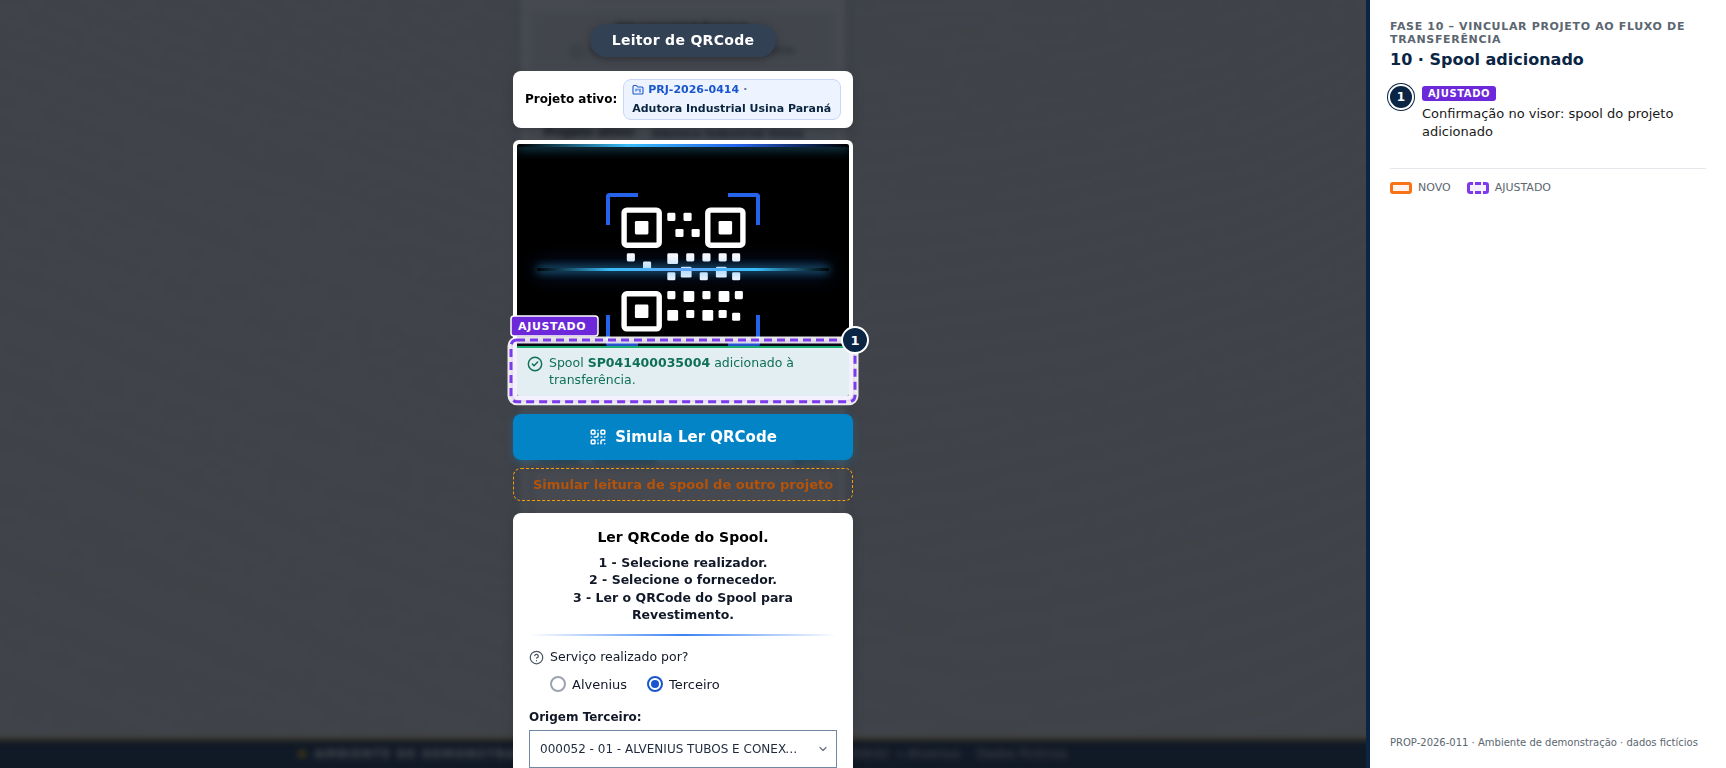 Leitor de QRCode
Projeto ativo:
PRJ-2026-0414 ·
Adutora Industrial Usina Paraná
AJUSTADO
1
Spool SP041400035004 adicionado à
transferência.
Simula Ler QRCode
Simular leitura de spool de outro projeto
Ler QRCode do Spool.
1 - Selecione realizador.
2 - Selecione o fornecedor.
3 - Ler o QRCode do Spool para
Revestimento.
Serviço realizado por?
Alvenius
Terceiro
Origem Terceiro:
000052 - 01 - ALVENIUS TUBOS E CONEX...
FASE 10 – VINCULAR PROJETO AO FLUXO DE
TRANSFERÊNCIA
10 · Spool adicionado
1
AJUSTADO
Confirmação no visor: spool do projeto
adicionado
NOVO
AJUSTADO
PROP-2026-011 · Ambiente de demonstração · dados fictícios